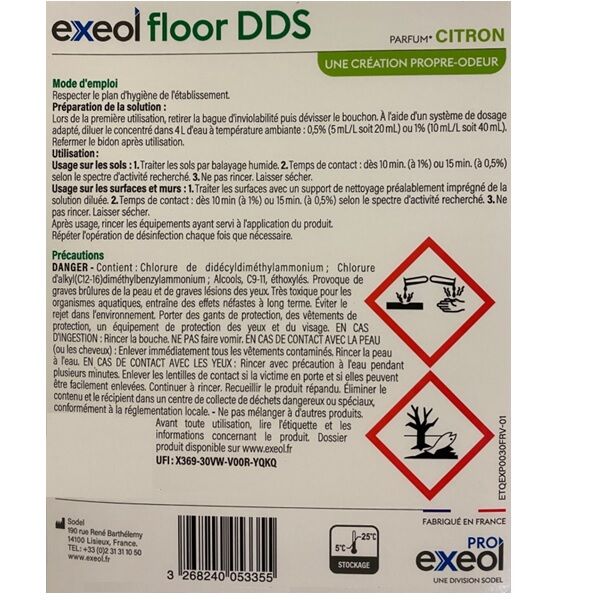 exeol floor DDS
PARFUM* CITRON
UNE CRÉATION PROPRE-ODEUR
Mode d'emploi
Respecter le plan d'hygiène de l'établissement.
Préparation de la solution :
Lors de la première utilisation, retirer la bague d'inviolabilité puis dévisser le bouchon. À l'aide d'un système de dosage
adapté, diluer le concentré dans 4 L d'eau à température ambiante : 0,5% (5 mL/L soit 20 mL) ou 1% (10 mL/L soit 40 mL).
Refermer le bidon après utilisation.
Utilisation :
Usage sur les sols : 1. Traiter les sols par balayage humide. 2. Temps de contact : dès 10 min. (à 1%) ou 15 min. (à 0,5%)
selon le spectre d'activité recherché. 3. Ne pas rincer. Laisser sécher.
Usage sur les surfaces et murs : 1. Traiter les surfaces avec un support de nettoyage préalablement imprégné de la
solution diluée. 2. Temps de contact : dès 10 min (à 1%) ou 15 min. (à 0,5%) selon le spectre d'activité recherché. 3. Ne
pas rincer. Laisser sécher.
Après usage, rincer les équipements ayant servi à l'application du produit.
Répéter l'opération de désinfection chaque fois que nécessaire.
Précautions
DANGER - Contient : Chlorure de didécyldiméthylammonium ; Chlorure
d'alkyl(C12-16)diméthylbenzylammonium ; Alcools, C9-11, éthoxylés. Provoque de
graves brûlures de la peau et de graves lésions des yeux. Très toxique pour les
organismes aquatiques, entraîne des effets néfastes à long terme. Éviter le
rejet dans l'environnement. Porter des gants de protection, des vêtements de
protection, un équipement de protection des yeux et du visage. EN CAS
D'INGESTION : Rincer la bouche. NE PAS faire vomir. EN CAS DE CONTACT AVEC LA PEAU
(ou les cheveux) : Enlever immédiatement tous les vêtements contaminés. Rincer la peau
à l'eau. EN CAS DE CONTACT AVEC LES YEUX : Rincer avec précaution à l'eau pendant
plusieurs minutes. Enlever les lentilles de contact si la victime en porte et si elles peuvent
être facilement enlevées. Continuer à rincer. Recueillir le produit répandu. Éliminer le
contenu et le récipient dans un centre de collecte de déchets dangereux ou spéciaux,
conformément à la réglementation locale. - Ne pas mélanger à d'autres produits.
Avant toute utilisation, lire l'étiquette et les
informations concernant le produit. Dossier
produit disponible sur www.exeol.fr.
UFI : X369-30VW-V00R-YQKQ
ETQEXP0030FRV-01
FABRIQUÉ EN FRANCE
Sodel
190 rue René Barthélemy
14100 Lisieux, France.
TEL : +33 (0)2 31 31 10 50
www.exeol.fr
3 268240 053355
5°C
25°C
STOCKAGE
PRO
exeol
UNE DIVISION SODEL